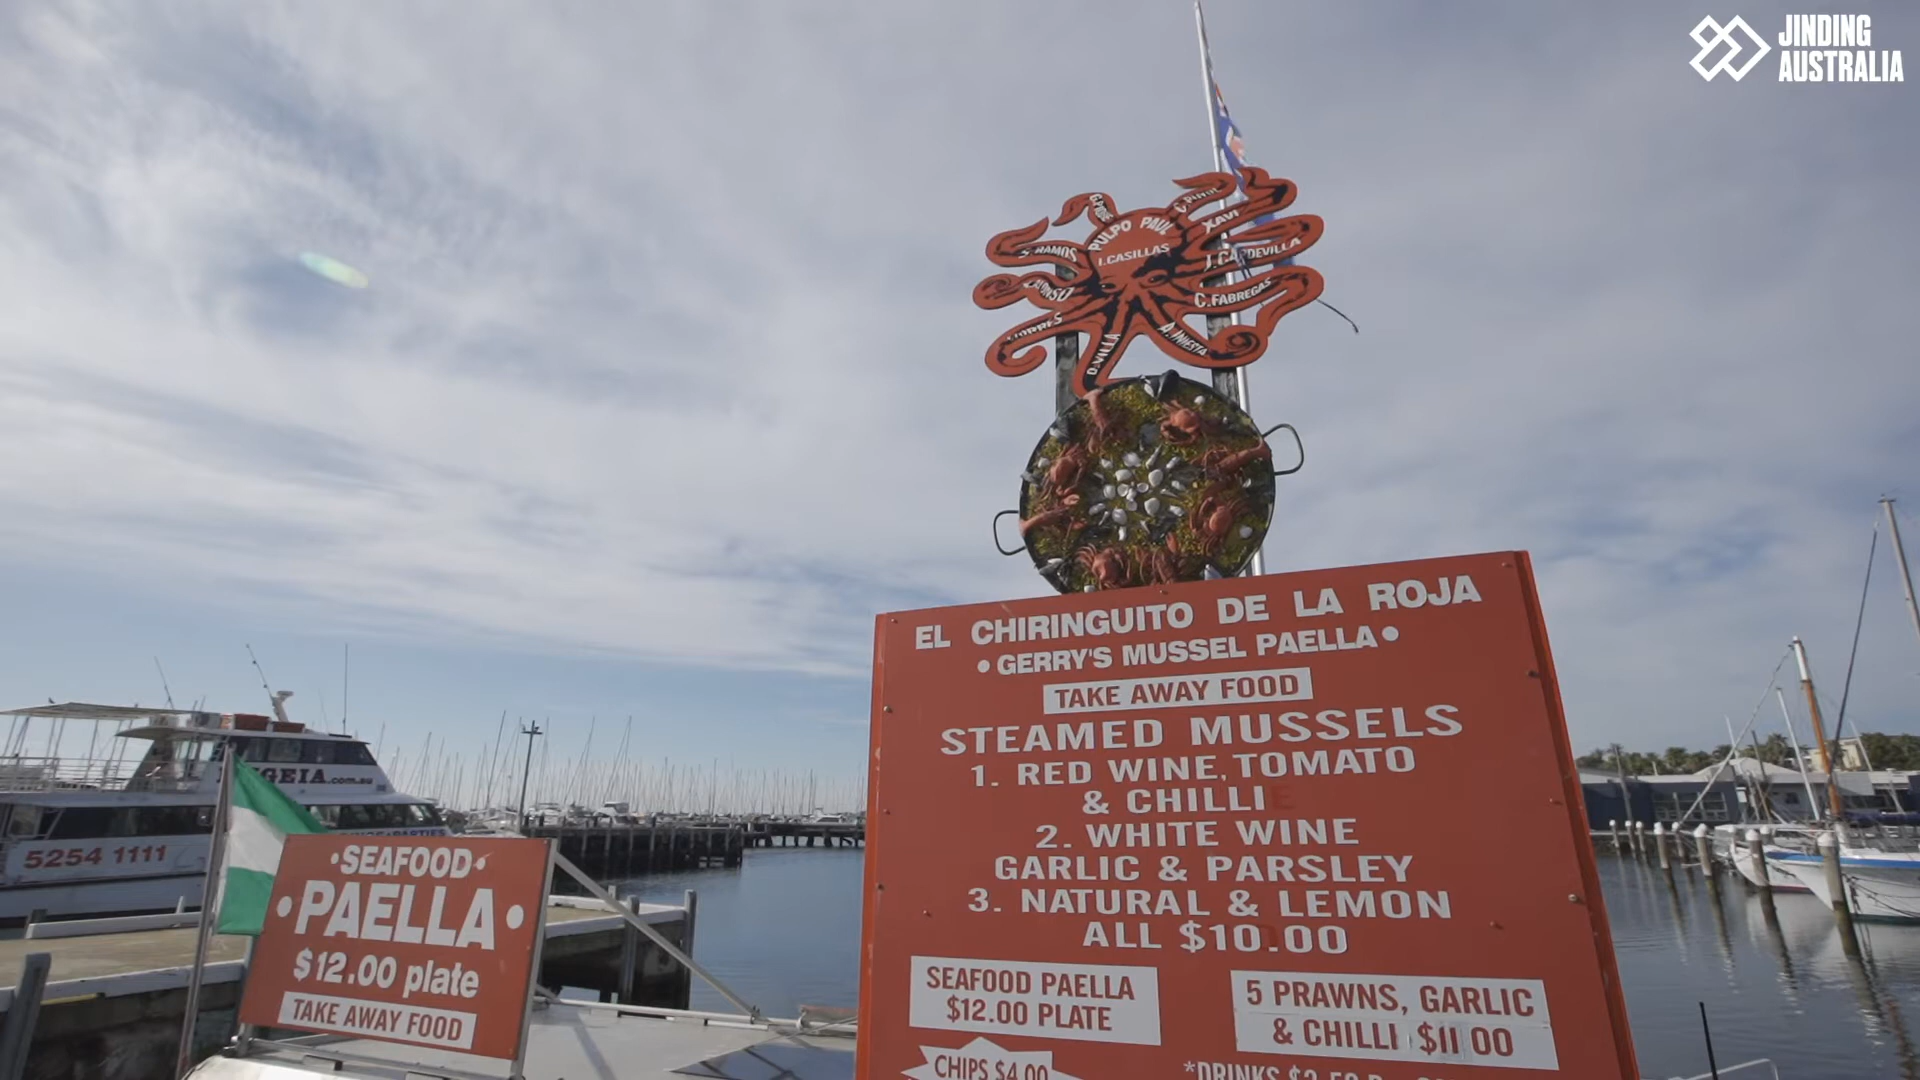 JINDING
AUSTRALIA
PULPO PAUL
I.CASILLAS
XAVI
C.FABREGAS
A.INIESTA
D.VILLA
EL CHIRINGUITO DE LA ROJA
•GERRY'S MUSSEL PAELLA•
TAKE AWAY FOOD
STEAMED MUSSELS
1. RED WINE, TOMATO
& CHILLI
2. WHITE WINE
GARLIC & PARSLEY
3. NATURAL & LEMON
ALL $10.00
SEAFOOD PAELLA
$12.00 PLATE
5 PRAWNS, GARLIC
& CHILLI $11 00
CHIPS $4.00
•SEAFOOD•
•PAELLA•
$12.00 plate
TAKE AWAY FOOD
.com.au
5254 1111